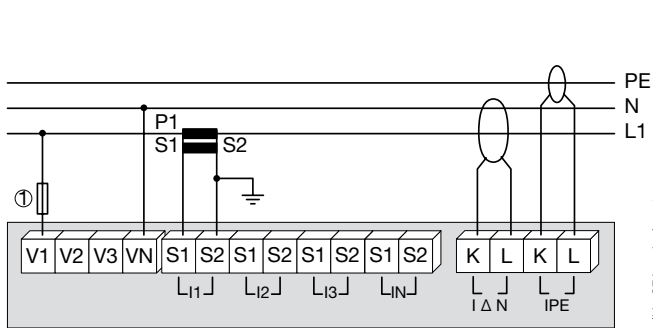 PE
N
L1
P1
S1 S2
①
V1 V2 V3 VN S1 S2 S1 S2 S1 S2 S1 S2 K L K L
I1 I2 I3 IN I Δ N IPE